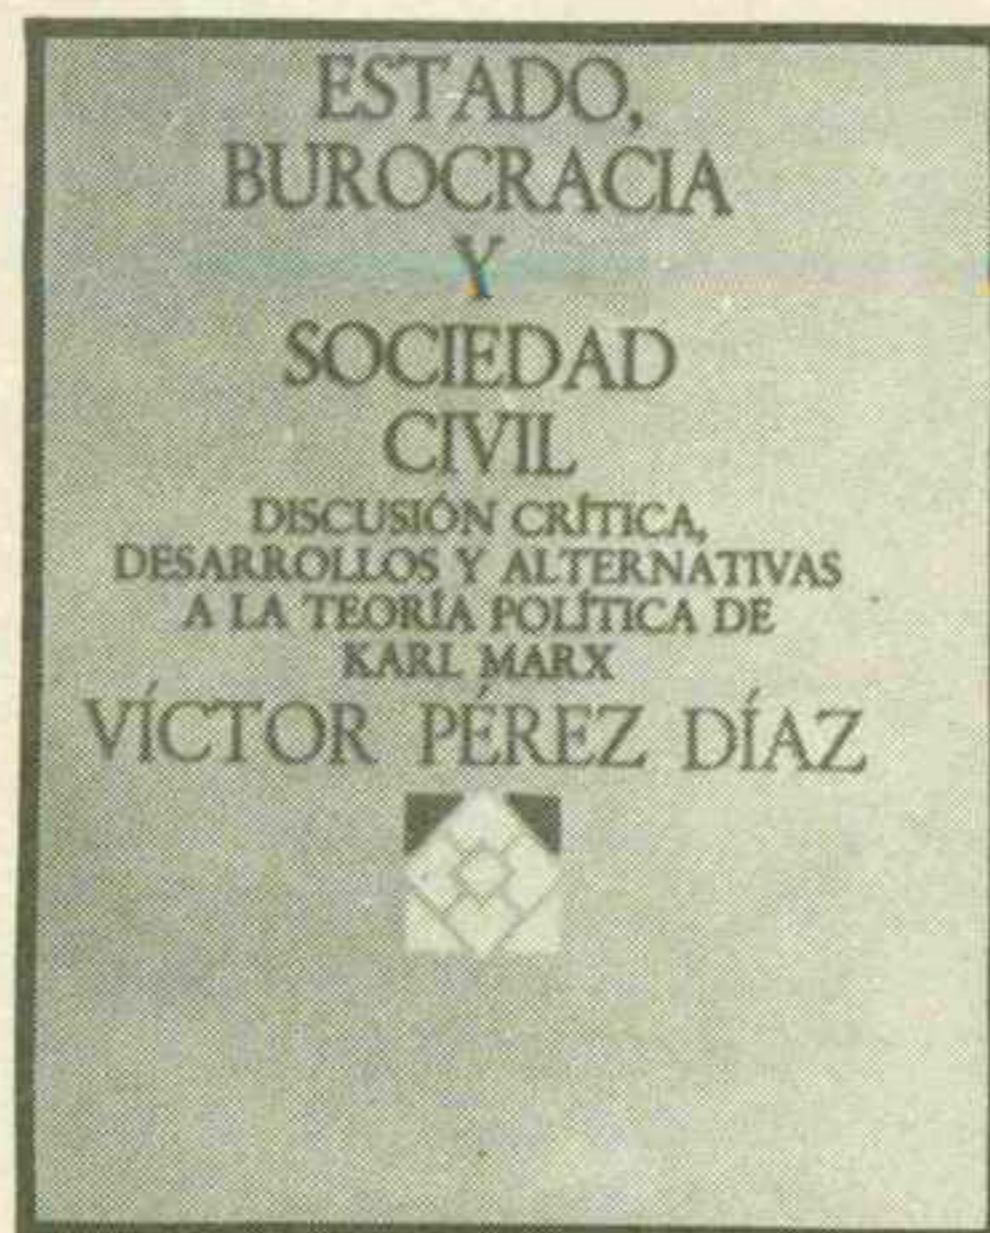 ESTADO,
BUROCRACIA
Y
SOCIEDAD
CIVIL
DISCUSIÓN CRÍTICA,
DESARROLLOS Y ALTERNATIVAS
A LA TEORÍA POLÍTICA DE
KARL MARX
VÍCTOR PÉREZ DÍAZ